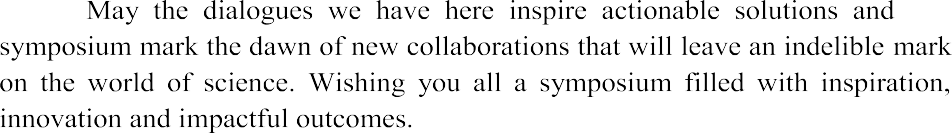 May the dialogues we have here inspire actionable solutions and
symposium mark the dawn of new collaborations that will leave an indelible mark
on the world of science. Wishing you all a symposium filled with inspiration,
innovation and impactful outcomes.